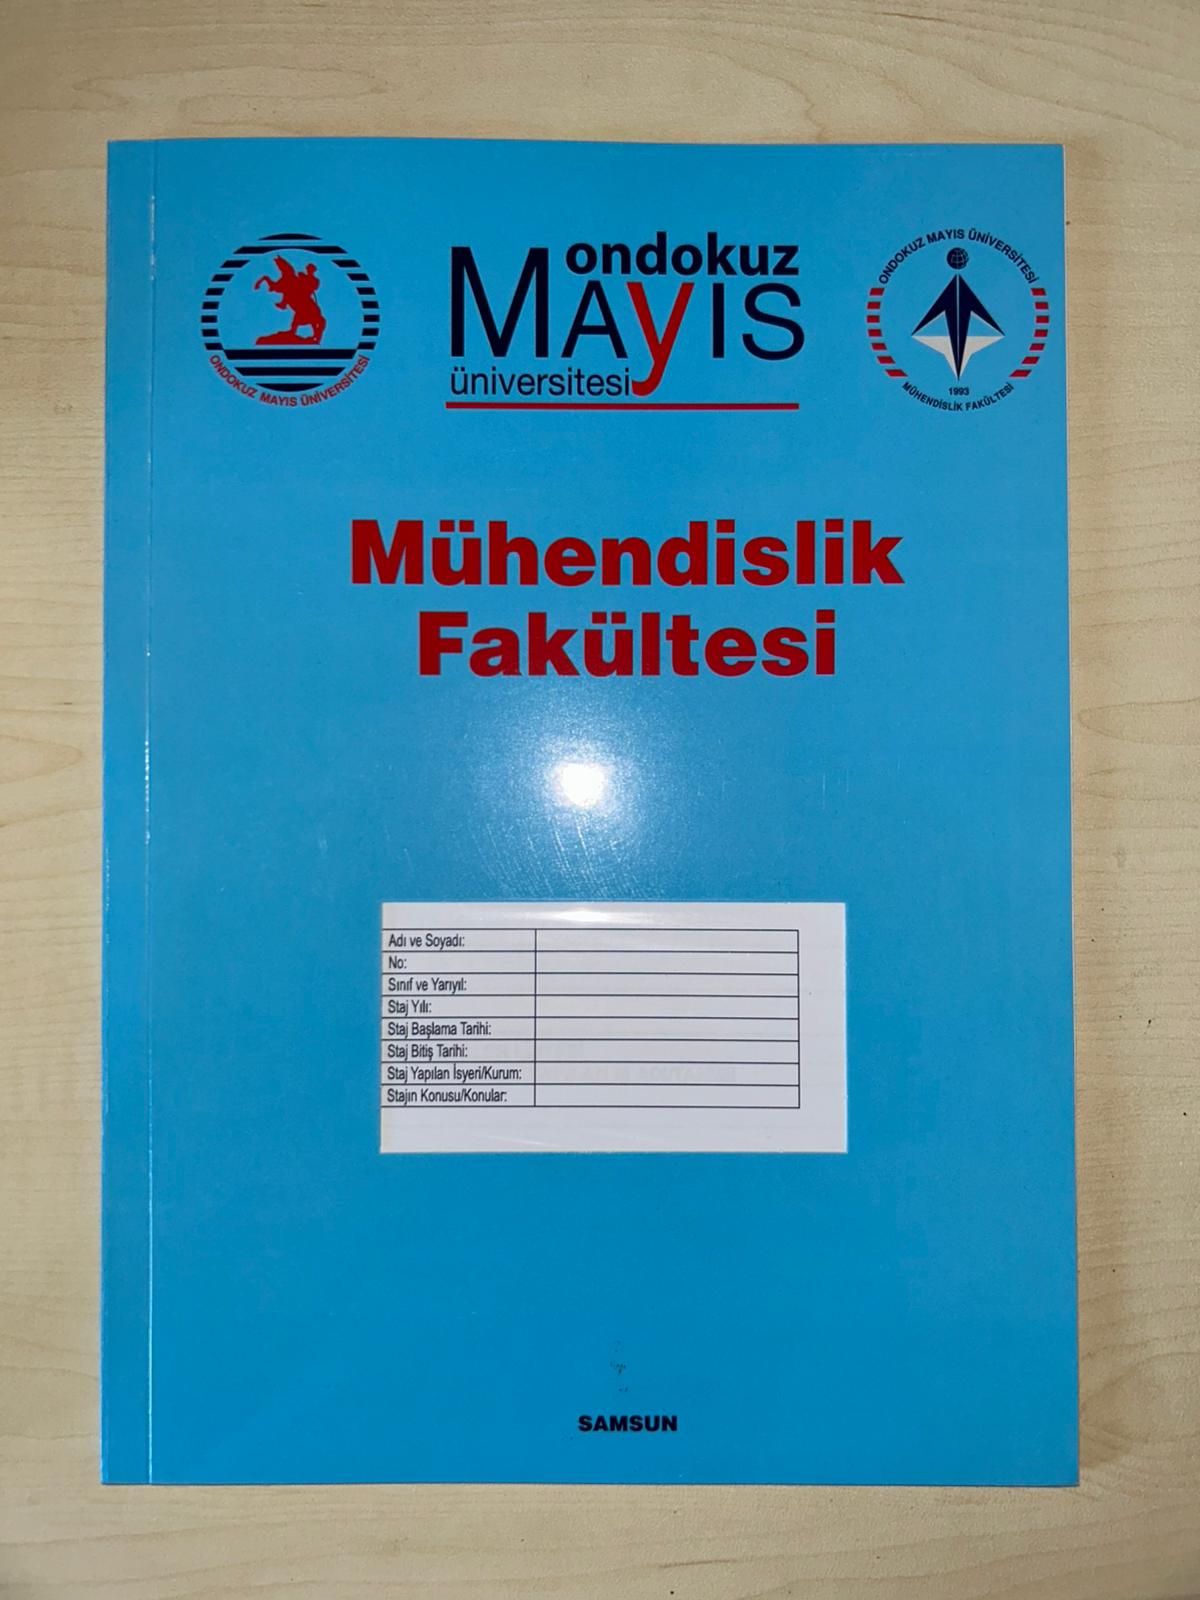 ONDOKUZ MAYIS ÜNİVERSİTESİ
ondokuz
MAyIS
üniversitesi
ONDOKUZ MAYIS ÜNİVERSİTESİ
1993
MÜHENDİSLİK FAKÜLTESİ
Mühendislik
Fakültesi
Adı ve Soyadı:
No:
Sınıf ve Yarıyıl:
Staj Yılı:
Staj Başlama Tarihi:
Staj Bitiş Tarihi:
Staj Yapılan İsyeri/Kurum:
Stajın Konusu/Konular:
SAMSUN